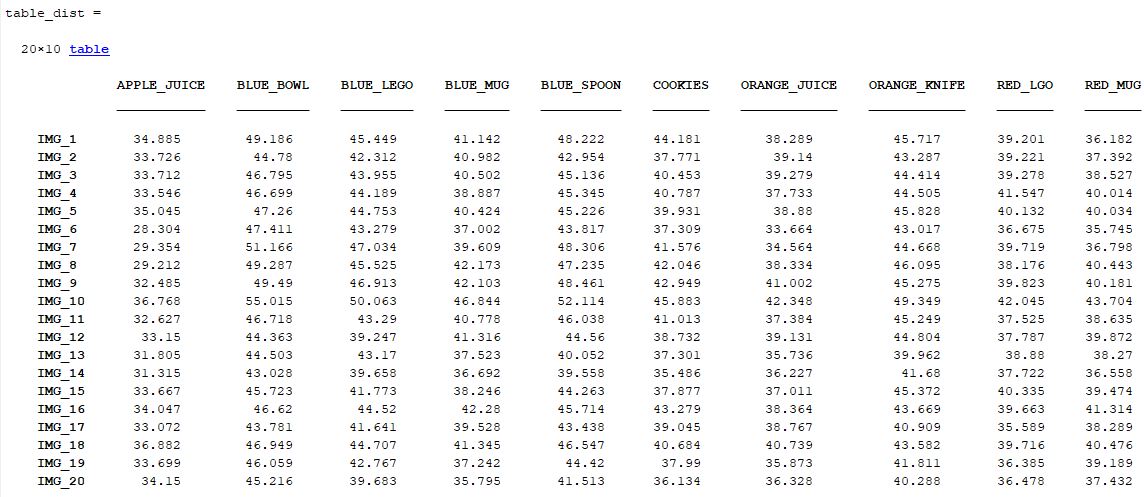 table_dist =
20×10 table
APPLE_JUICE BLUE_BOWL BLUE_LEGO BLUE_MUG BLUE_SPOON COOKIES ORANGE_JUICE ORANGE_KNIFE RED_LGO RED_MUG
IMG_1 34.885 49.186 45.449 41.142 48.222 44.181 38.289 45.717 39.201 36.182
IMG_2 33.726 44.78 42.312 40.982 42.954 37.771 39.14 43.287 39.221 37.392
IMG_3 33.712 46.795 43.955 40.502 45.136 40.453 39.279 44.414 39.278 38.527
IMG_4 33.546 46.699 44.189 38.887 45.345 40.787 37.733 44.505 41.547 40.014
IMG_5 35.045 47.26 44.753 40.424 45.226 39.931 38.88 45.828 40.132 40.034
IMG_6 28.304 47.411 43.279 37.002 43.817 37.309 33.664 43.017 36.675 35.745
IMG_7 29.354 51.166 47.034 39.609 48.306 41.576 34.564 44.668 39.719 36.798
IMG_8 29.212 49.287 45.525 42.173 47.235 42.046 38.334 46.095 38.176 40.443
IMG_9 32.485 49.49 46.913 42.103 48.461 42.949 41.002 45.275 39.823 40.181
IMG_10 36.768 55.015 50.063 46.844 52.114 45.883 42.348 49.349 42.045 43.704
IMG_11 32.627 46.718 43.29 40.778 46.038 41.013 37.384 45.249 37.525 38.635
IMG_12 33.15 44.363 39.247 41.316 44.56 38.732 39.131 44.804 37.787 39.872
IMG_13 31.805 44.503 43.17 37.523 40.052 37.301 35.736 39.962 38.88 38.27
IMG_14 31.315 43.028 39.658 36.692 39.558 35.486 36.227 41.68 37.722 36.558
IMG_15 33.667 45.723 41.773 38.246 44.263 37.877 37.011 45.372 40.335 39.474
IMG_16 34.047 46.62 44.52 42.28 45.714 43.279 38.364 43.669 39.663 41.314
IMG_17 33.072 43.781 41.641 39.528 43.438 39.045 38.767 40.909 35.589 38.289
IMG_18 36.882 46.949 44.707 41.345 46.547 40.684 40.739 43.582 39.716 40.476
IMG_19 33.699 46.059 42.767 37.242 44.42 37.99 35.873 41.811 36.385 39.189
IMG_20 34.15 45.216 39.683 35.795 41.513 36.134 36.328 40.288 36.478 37.432